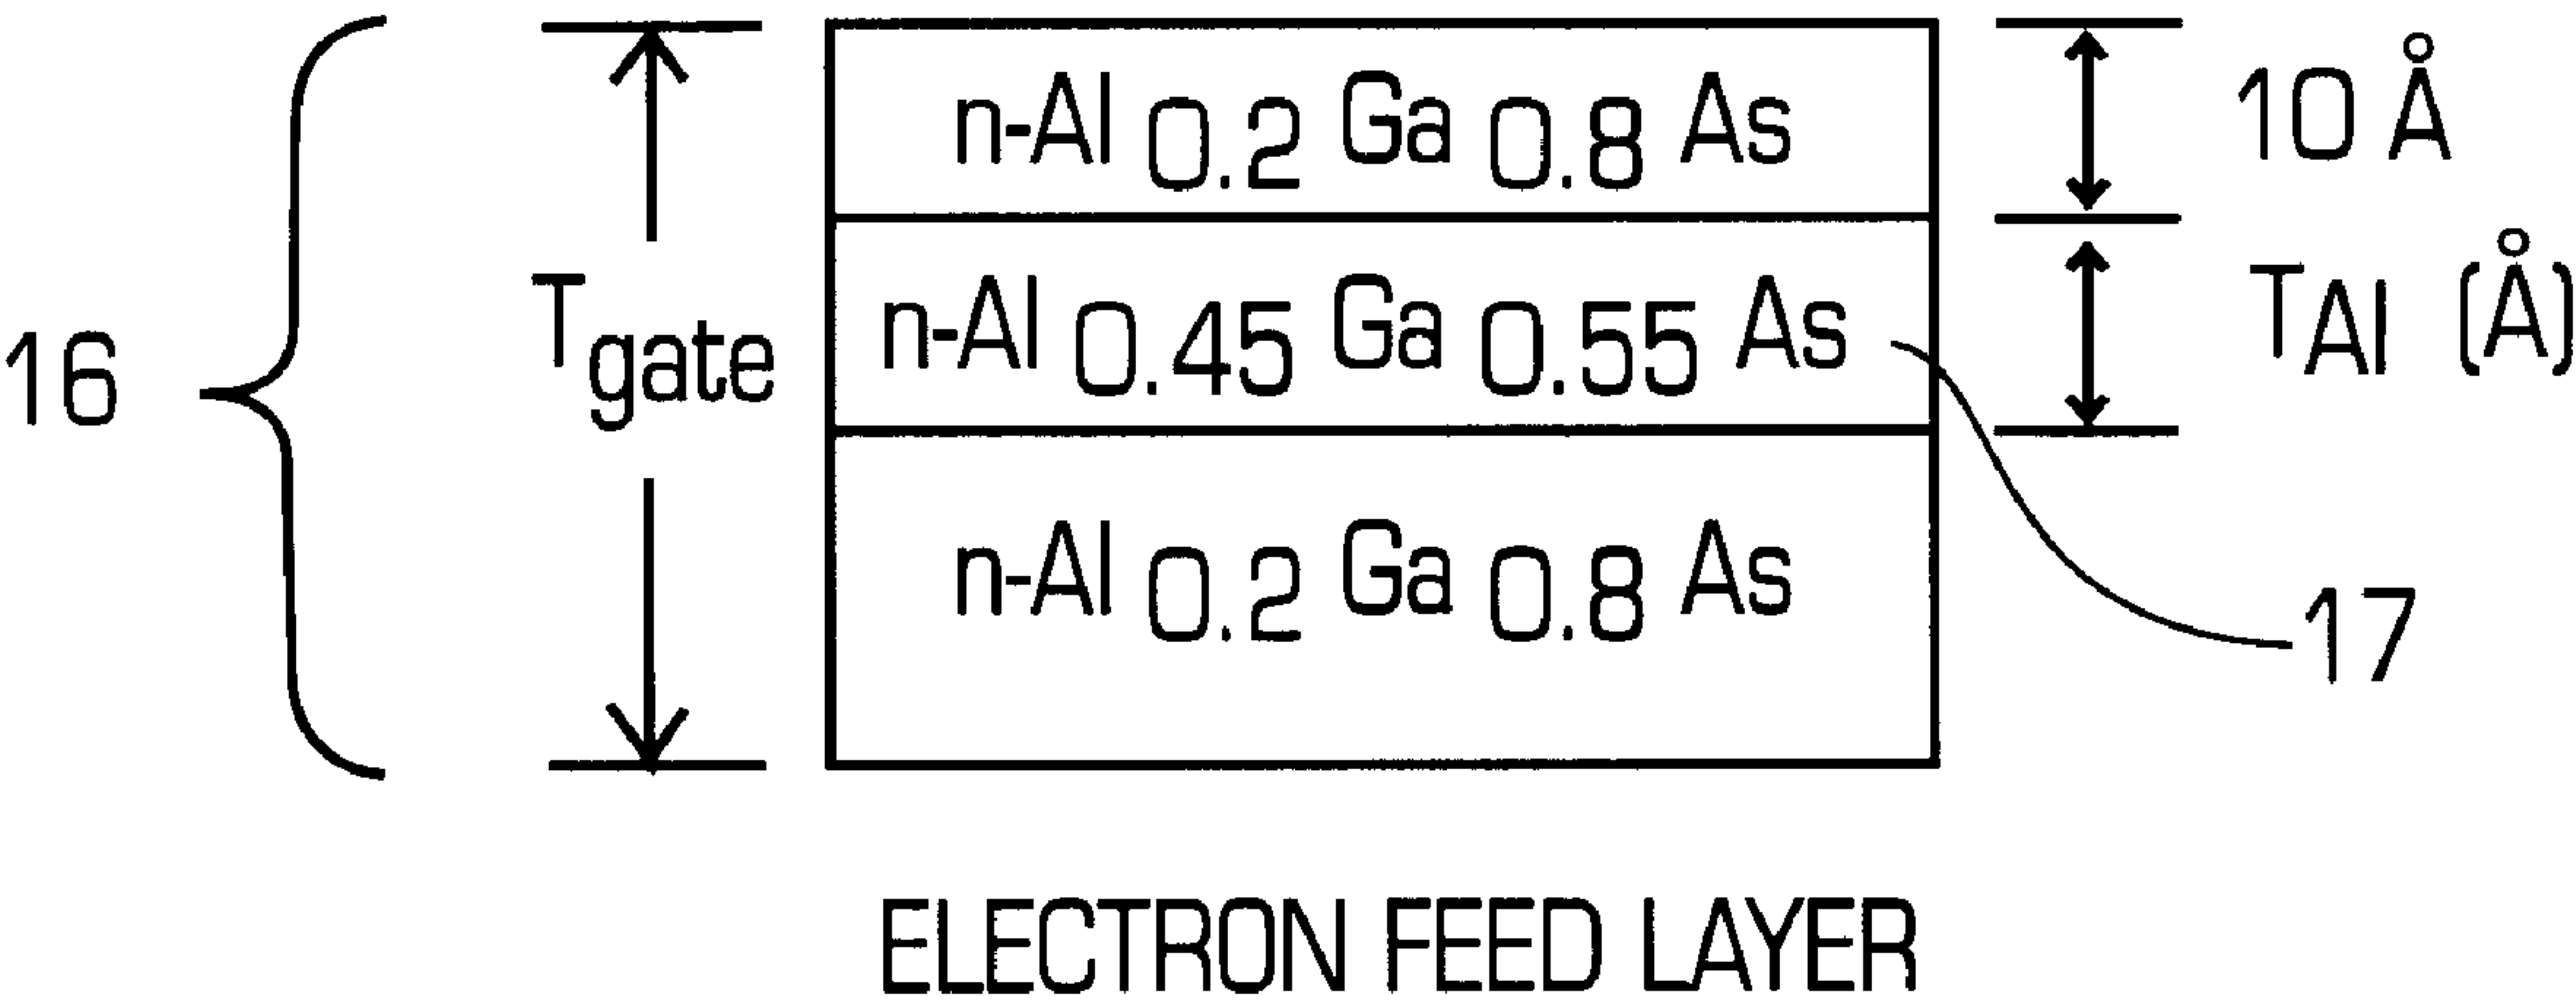 n-Al 0.2 Ga 0.8 As
10 Å
16
Tgate
n-Al 0.45 Ga 0.55 As
TAl (Å)
n-Al 0.2 Ga 0.8 As
17
ELECTRON FEED LAYER